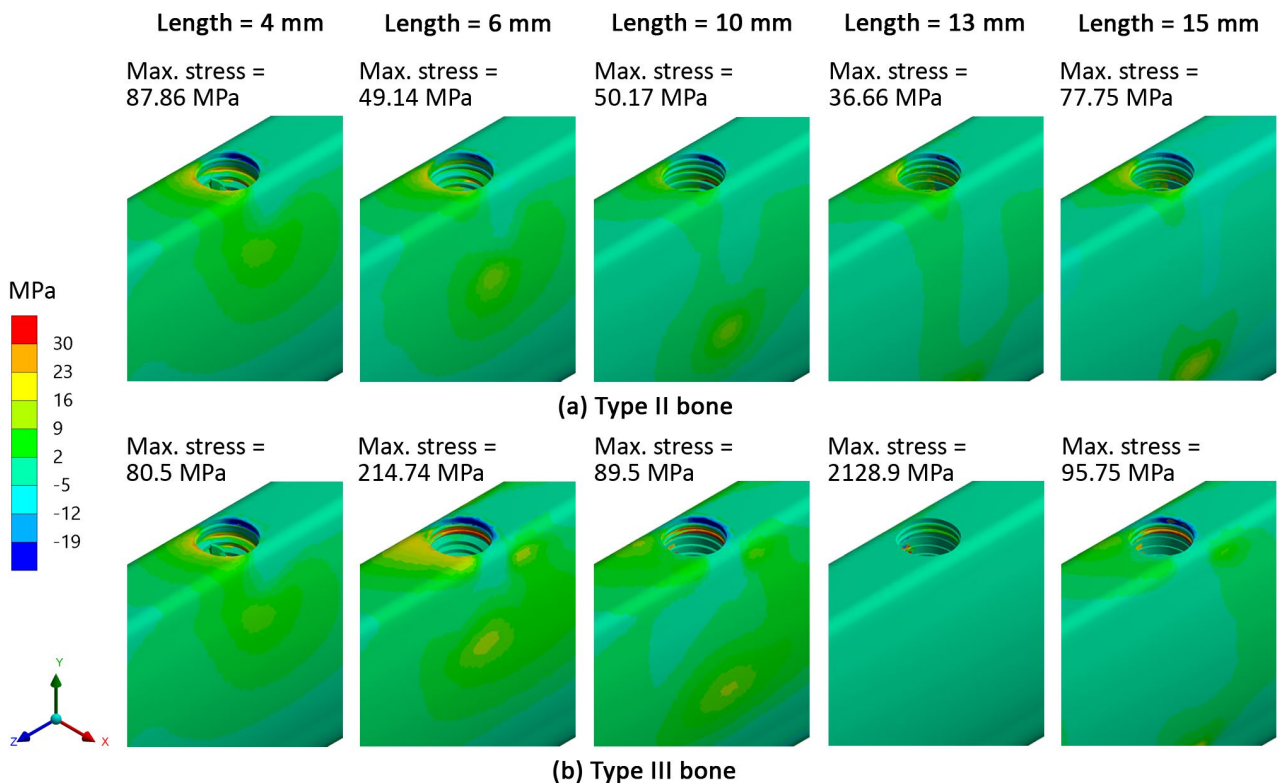 Length = 4 mm
Length = 6 mm
Length = 10 mm
Length = 13 mm
Length = 15 mm
Max. stress =
87.86 MPa
Max. stress =
49.14 MPa
Max. stress =
50.17 MPa
Max. stress =
36.66 MPa
Max. stress =
77.75 MPa
(a) Type II bone
MPa
30
23
16
9
2
-5
-12
-19
Max. stress =
80.5 MPa
Max. stress =
214.74 MPa
Max. stress =
89.5 MPa
Max. stress =
2128.9 MPa
Max. stress =
95.75 MPa
Y
Z
X
(b) Type III bone